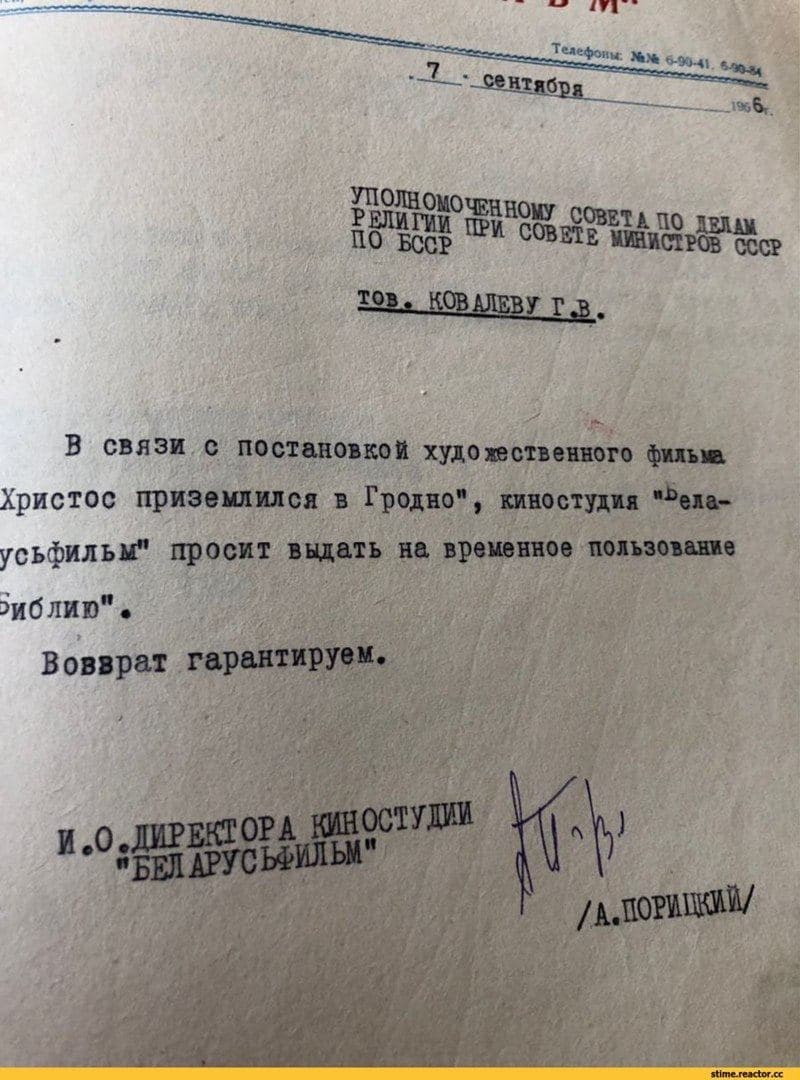 Телефоны: №№ 6-90-41, 6-90-84
"7" сентября 1966г.
УПОЛНОМОЧЕННОМУ СОВЕТА ПО ДЕЛАМ
РЕЛИГИИ ПРИ СОВЕТЕ МИНИСТРОВ СССР
ПО БССР
тов. КОВАЛЕВУ Г.В.
В связи с постановкой художественного фильма
Христос приземлился в Гродно", киностудия "Бела-
усьфильм" просит выдать на временное пользование
Библию".
Возврат гарантируем.
И.О.ДИРЕКТОРА КИНОСТУДИИ
"БЕЛАРУСЬФИЛЬМ"
/А.ПОРИЦКИЙ/
stime.reactor.cc